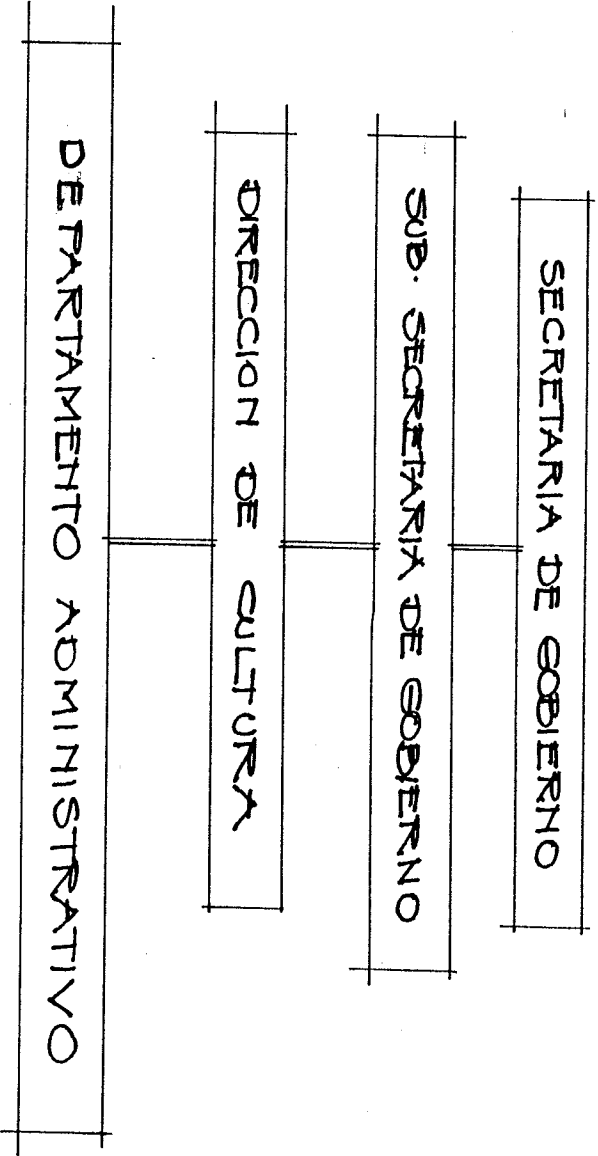 SECRETARIA DE GOBIERNO
SUB. SECRETARIA DE GOBIERNO
DIRECCION DE CULTURA
DEPARTAMENTO ADMINISTRATIVO